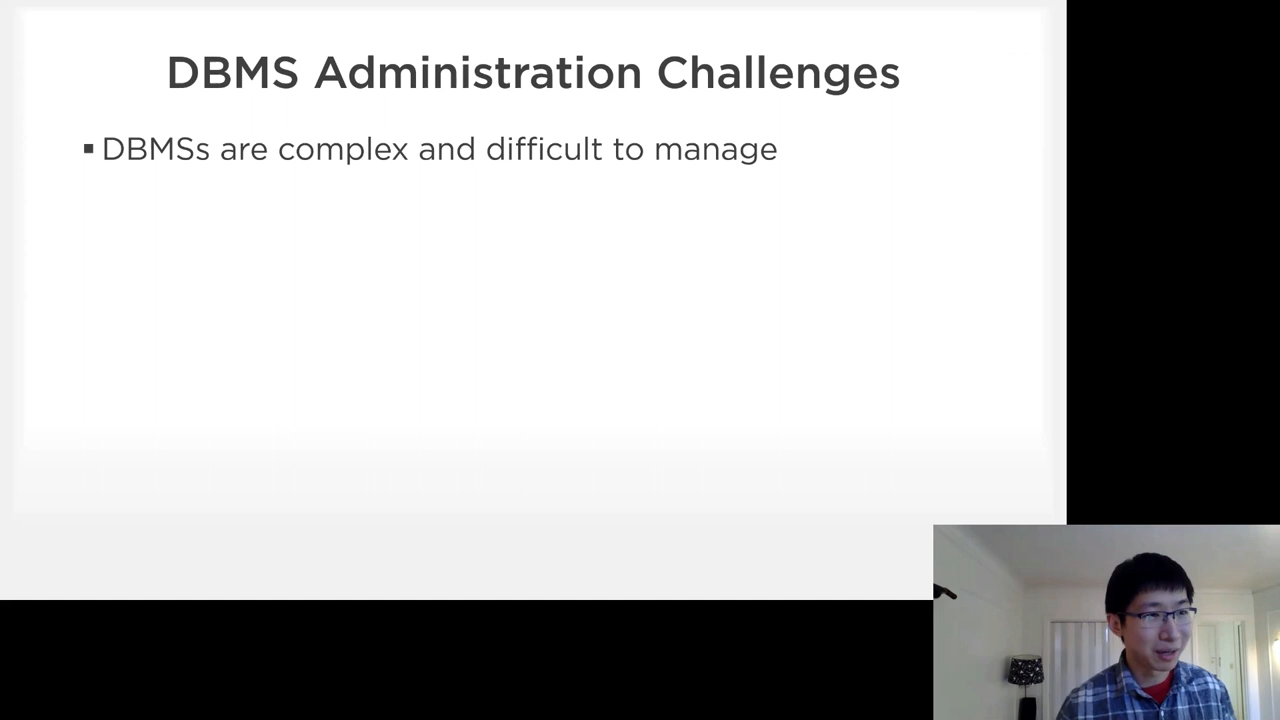 DBMS Administration Challenges
▪ DBMSs are complex and difficult to manage